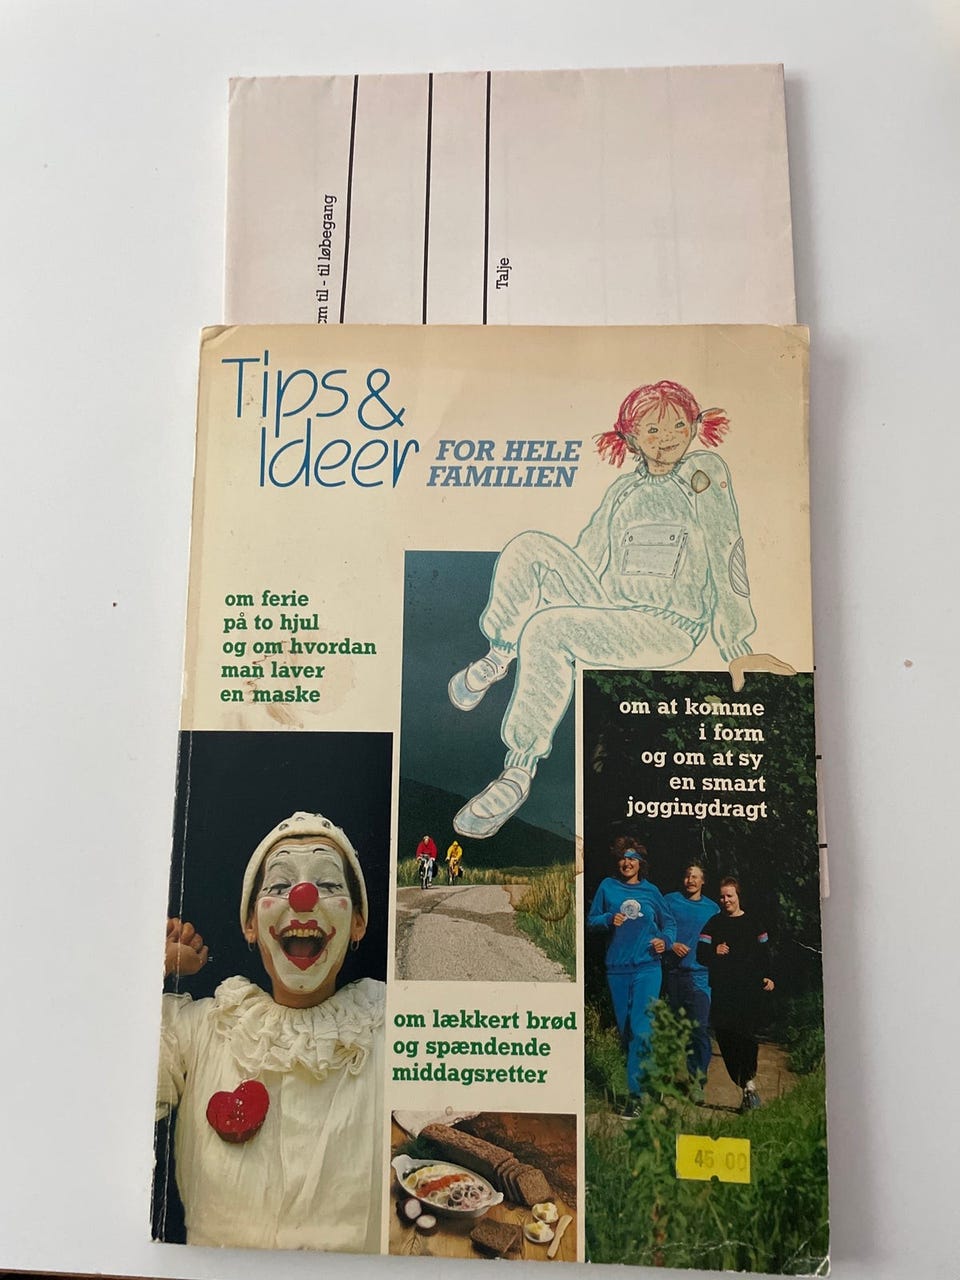 cm til - til løbegang
Talje
Tips &
Ideer
FOR HELE
FAMILIEN
om ferie
på to hjul
og om hvordan
man laver
en maske
om at komme
i form
og om at sy
en smart
joggingdragt
om lækkert brød
og spændende
middagsretter
45 00